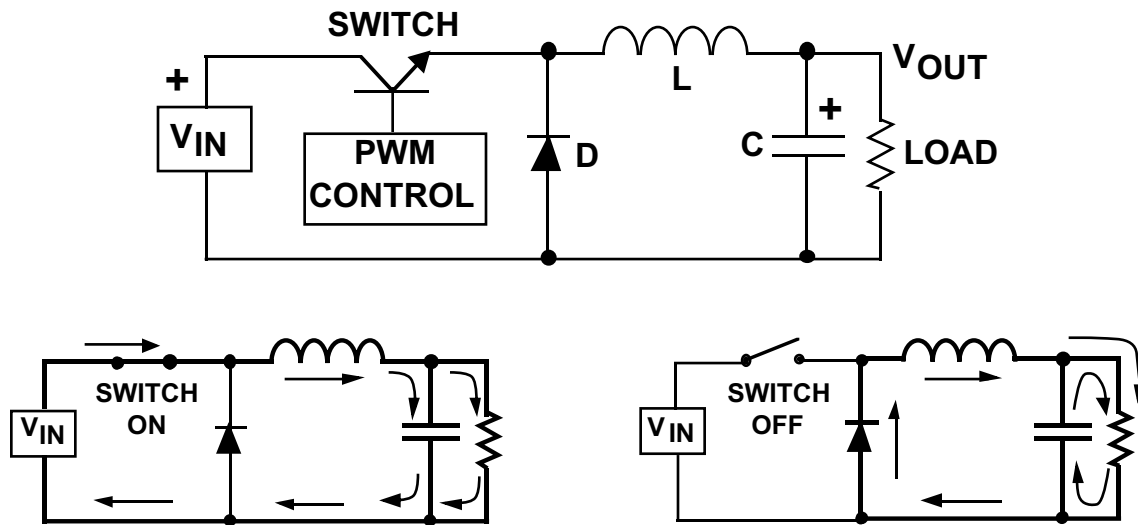 SWITCH
+
VIN
PWM
CONTROL
D
L
C
+
VOUT
LOAD
SWITCH
ON
VIN
SWITCH
OFF
VIN